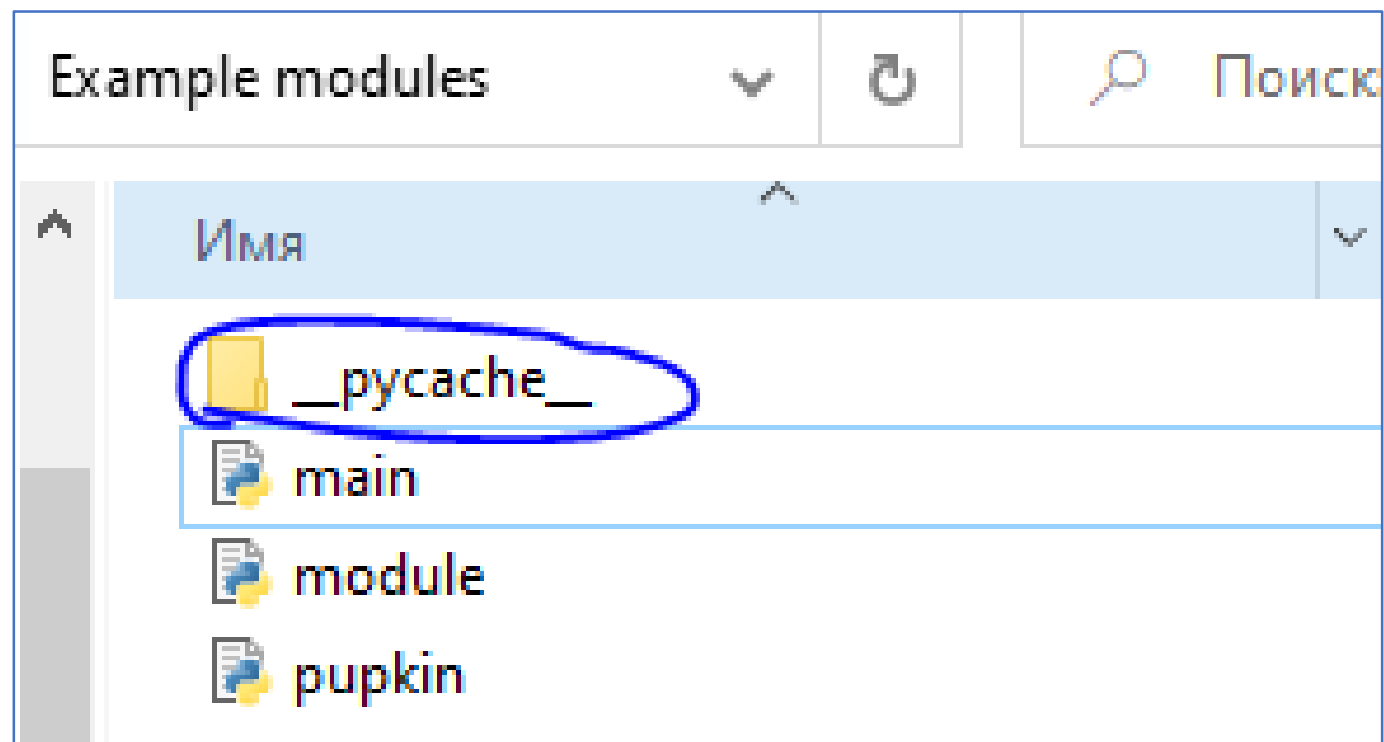 Example modules
Поиск
Имя
__pycache__
main
module
pupkin